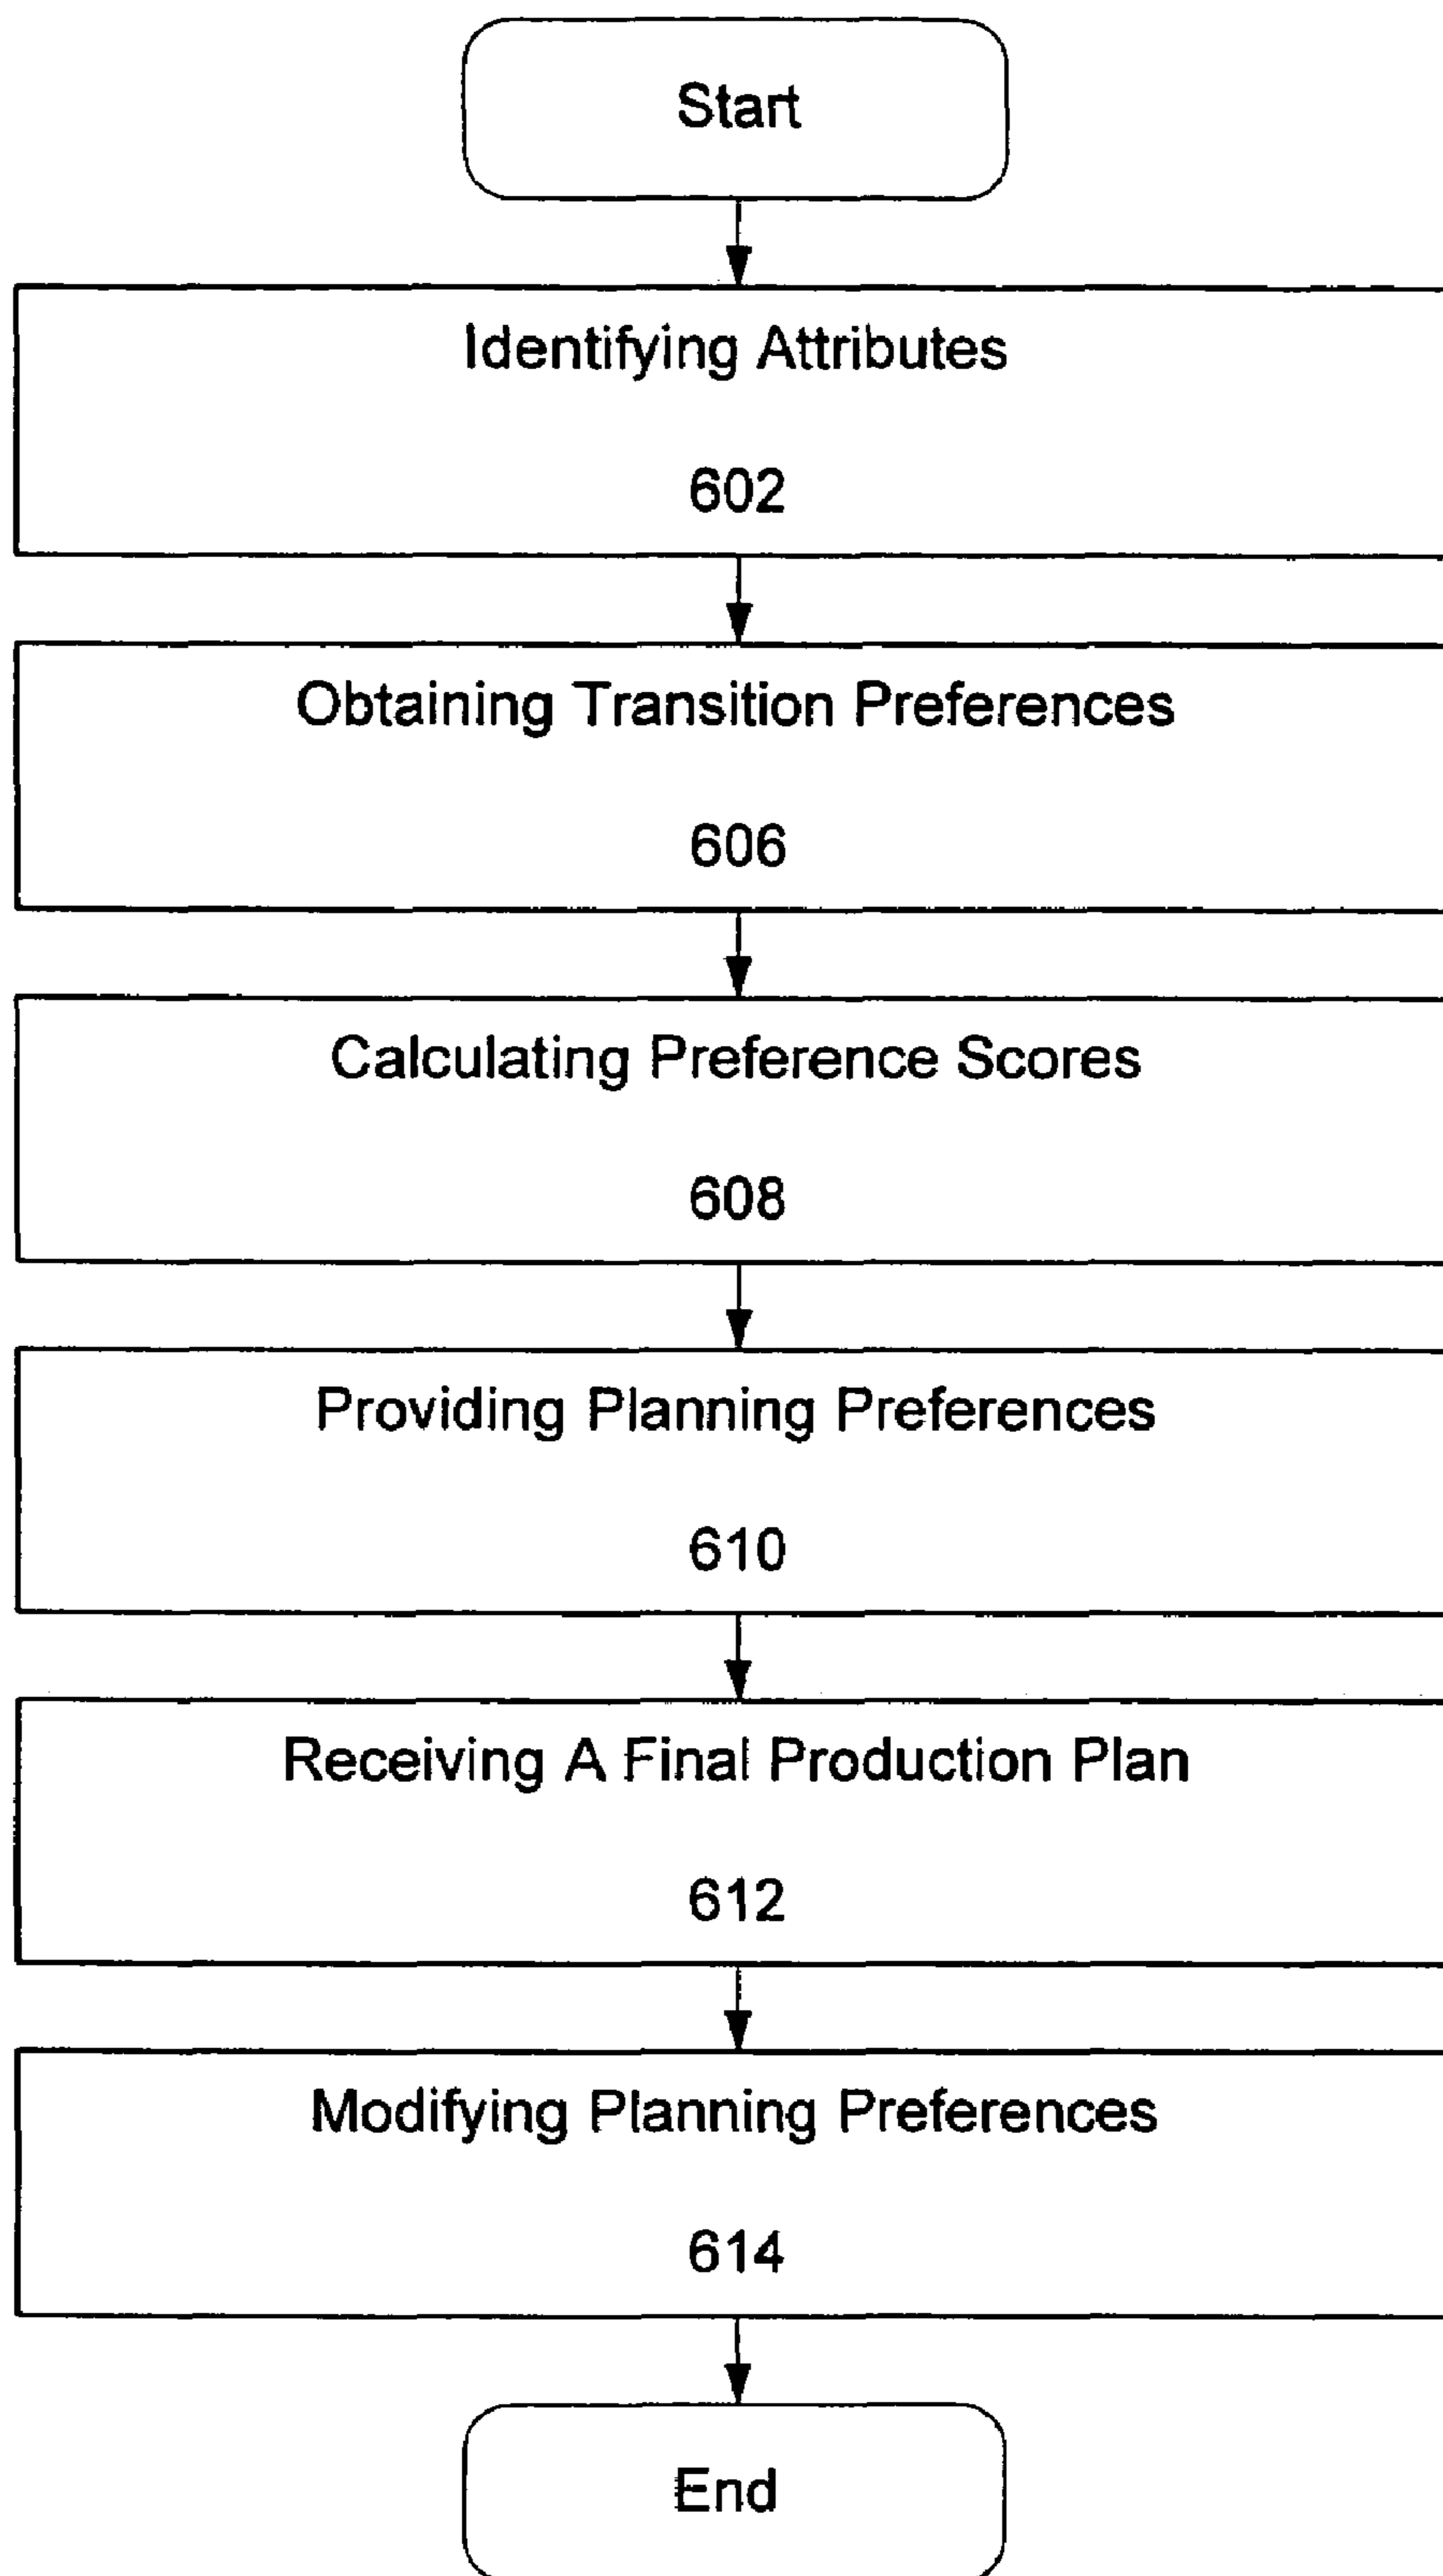 Start
Identifying Attributes
602
Obtaining Transition Preferences
606
Calculating Preference Scores
608
Providing Planning Preferences
610
Receiving A Final Production Plan
612
Modifying Planning Preferences
614
End